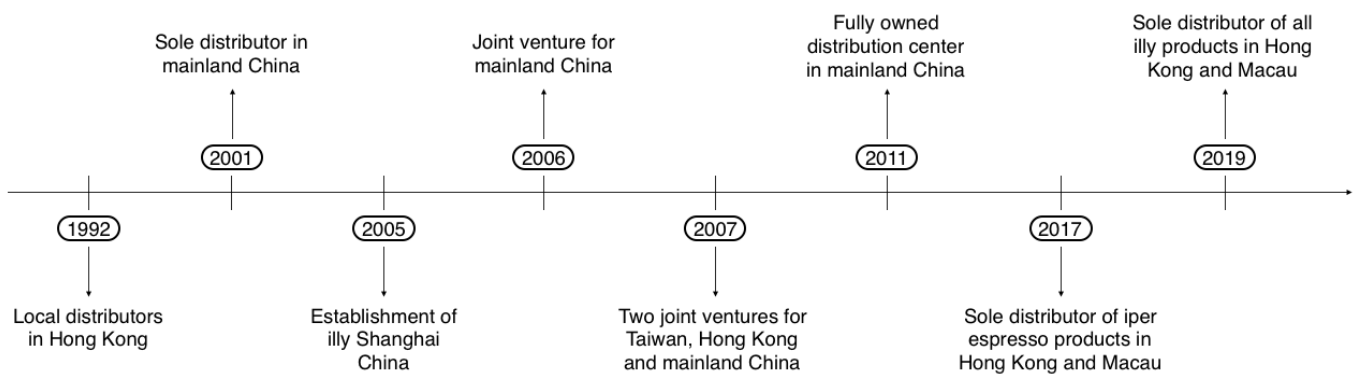 Sole distributor in
mainland China
Joint venture for
mainland China
Fully owned
distribution center
in mainland China
Sole distributor of all
illy products in Hong
Kong and Macau
2001
2006
2011
2019
1992
2005
2007
2017
Local distributors
in Hong Kong
Establishment of
illy Shanghai
China
Two joint ventures for
Taiwan, Hong Kong
and mainland China
Sole distributor of iper
espresso products in
Hong Kong and Macau